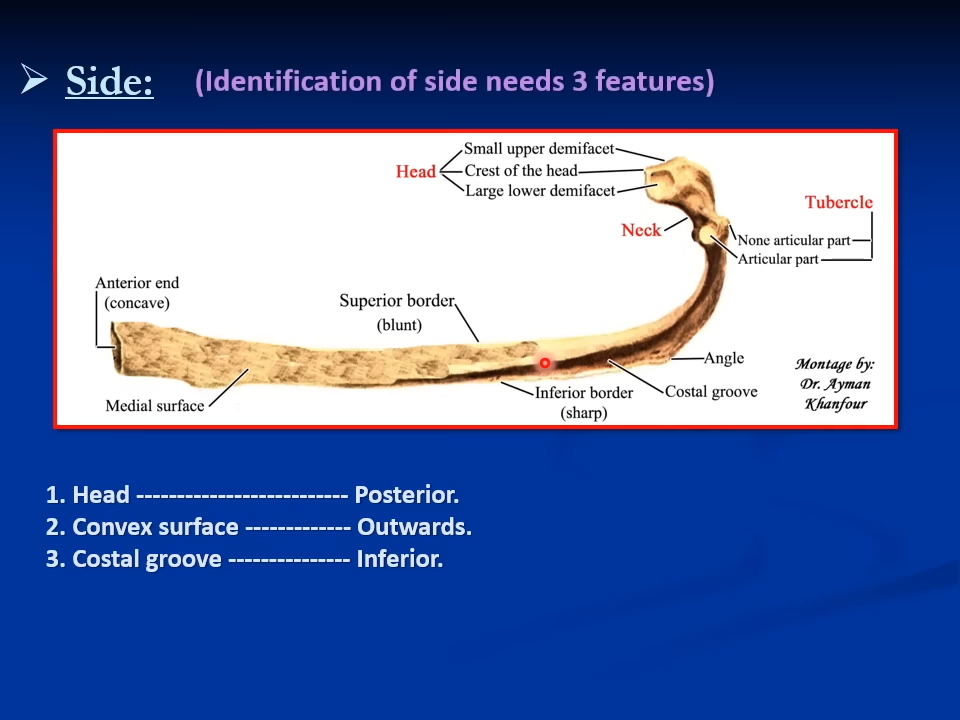 ➢ Side: (Identification of side needs 3 features)
Small upper demifacet
Head
Crest of the head
Large lower demifacet
Tubercle
Neck
None articular part
Articular part
Anterior end
(concave)
Superior border
(blunt)
Angle
Montage by:
Dr. Ayman
Khanfour
Costal groove
Inferior border
(sharp)
Medial surface
1. Head -------------------------- Posterior.
2. Convex surface ------------- Outwards.
3. Costal groove --------------- Inferior.